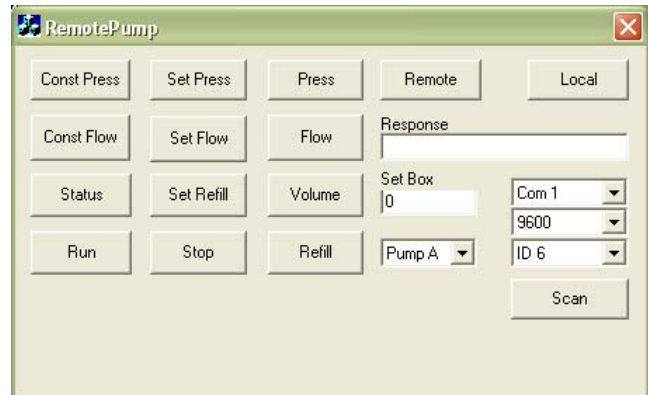 RemotePump
Const Press Set Press Press Remote Local
Const Flow Set Flow Flow Response
Status Set Refill Volume Set Box Com 1
0
9600
Run Stop Refill Pump A ID 6
Scan